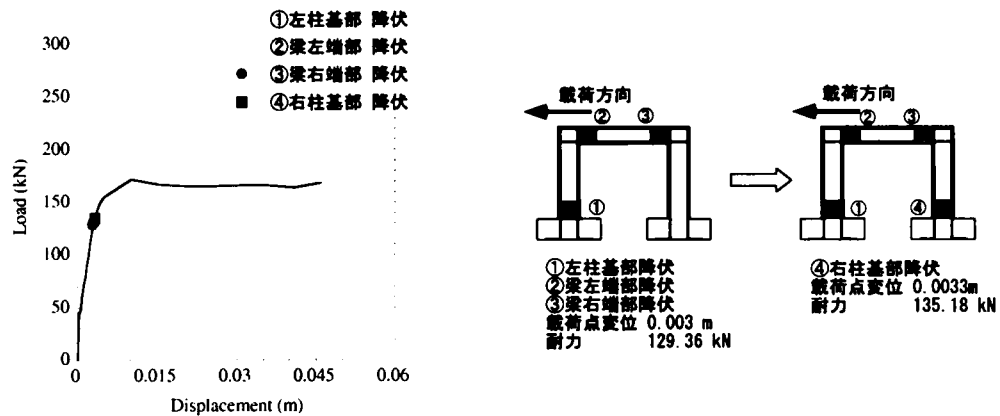 ①左柱基部 降伏
②梁左端部 降伏
③梁右端部 降伏
④右柱基部 降伏
300
250
200
150
100
50
0
Load (kN)
0 0.015 0.03 0.045 0.06
Displacement (m)
載荷方向
② ③
①
①左柱基部降伏
②梁左端部降伏
③梁右端部降伏
載荷点変位 0.003 m
耐力 129.36 kN
載荷方向
② ③
① ④
④右柱基部降伏
載荷点変位 0.0033m
耐力 135.18 kN